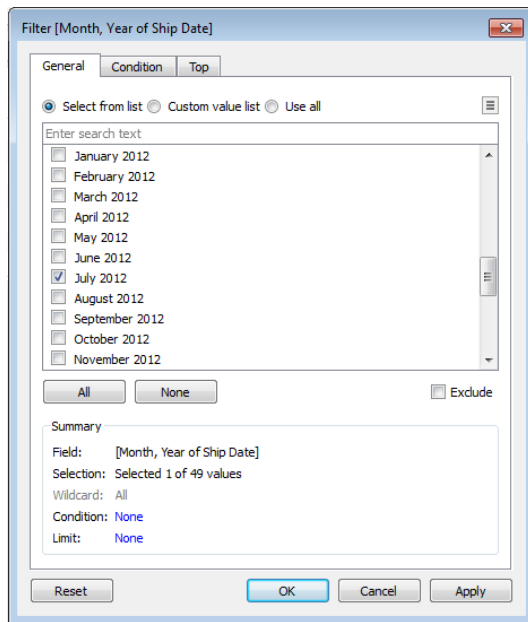 Filter [Month, Year of Ship Date]
General Condition Top
Select from list Custom value list Use all
Enter search text
January 2012
February 2012
March 2012
April 2012
May 2012
June 2012
July 2012
August 2012
September 2012
October 2012
November 2012
All None Exclude
Summary
Field: [Month, Year of Ship Date]
Selection: Selected 1 of 49 values
Wildcard: All
Condition: None
Limit: None
Reset OK Cancel Apply